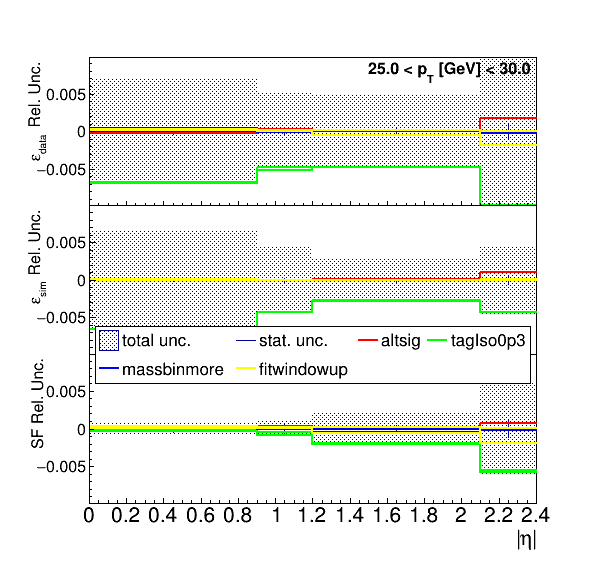 25.0 < p_T [GeV] < 30.0
ε_data Rel. Unc.
0.005
0
−0.005
ε_sim Rel. Unc.
0.005
0
−0.005
total unc. stat. unc. altsig tagIso0p3
massbinmore fitwindowup
SF Rel. Unc.
0.005
0
−0.005
0 0.2 0.4 0.6 0.8 1 1.2 1.4 1.6 1.8 2 2.2 2.4
|η|